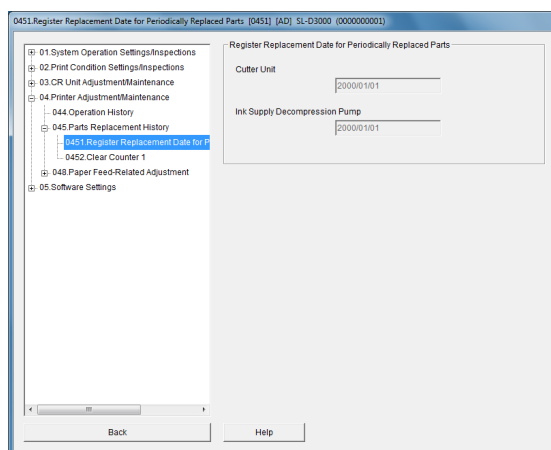 0451.Register Replacement Date for Periodically Replaced Parts [0451] [AD] SL-D3000 (0000000001)
01.System Operation Settings/Inspections
02.Print Condition Settings/Inspections
03.CR Unit Adjustment/Maintenance
04.Printer Adjustment/Maintenance
044.Operation History
045.Parts Replacement History
0451.Register Replacement Date for P
0452.Clear Counter 1
048.Paper Feed-Related Adjustment
05.Software Settings
Register Replacement Date for Periodically Replaced Parts
Cutter Unit
2000/01/01
Ink Supply Decompression Pump
2000/01/01
Back
Help